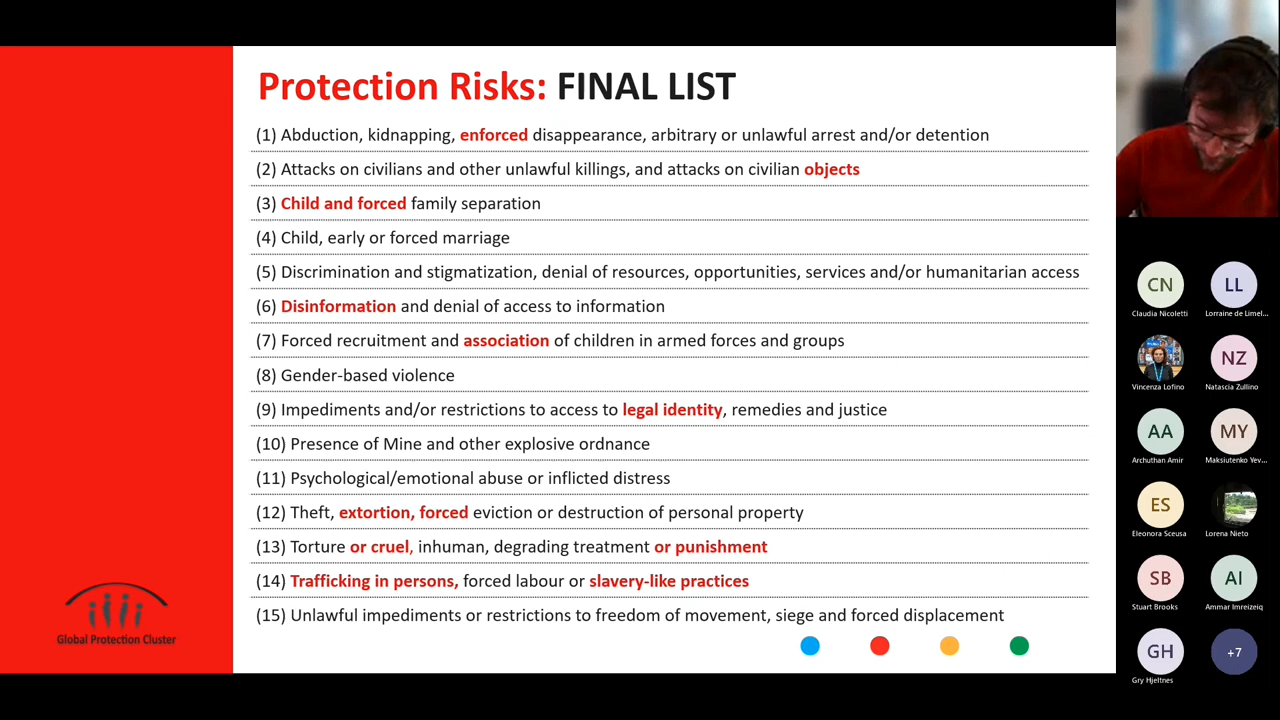 Protection Risks: FINAL LIST
(1) Abduction, kidnapping, enforced disappearance, arbitrary or unlawful arrest and/or detention
(2) Attacks on civilians and other unlawful killings, and attacks on civilian objects
(3) Child and forced family separation
(4) Child, early or forced marriage
(5) Discrimination and stigmatization, denial of resources, opportunities, services and/or humanitarian access
(6) Disinformation and denial of access to information
(7) Forced recruitment and association of children in armed forces and groups
(8) Gender-based violence
(9) Impediments and/or restrictions to access to legal identity, remedies and justice
(10) Presence of Mine and other explosive ordnance
(11) Psychological/emotional abuse or inflicted distress
(12) Theft, extortion, forced eviction or destruction of personal property
(13) Torture or cruel, inhuman, degrading treatment or punishment
(14) Trafficking in persons, forced labour or slavery-like practices
(15) Unlawful impediments or restrictions to freedom of movement, siege and forced displacement
Global Protection Cluster
CN
Claudia Nicoletti
LL
Lorraine de Limel...
Vincenza Lofino
NZ
Natascia Zullino
AA
Archuthan Amir
MY
Maksiutenko Yev...
ES
Eleonora Sceusa
Lorena Nieto
SB
Stuart Brooks
AI
Ammar Imreizeiq
GH
Gry Hjeltnes
+7